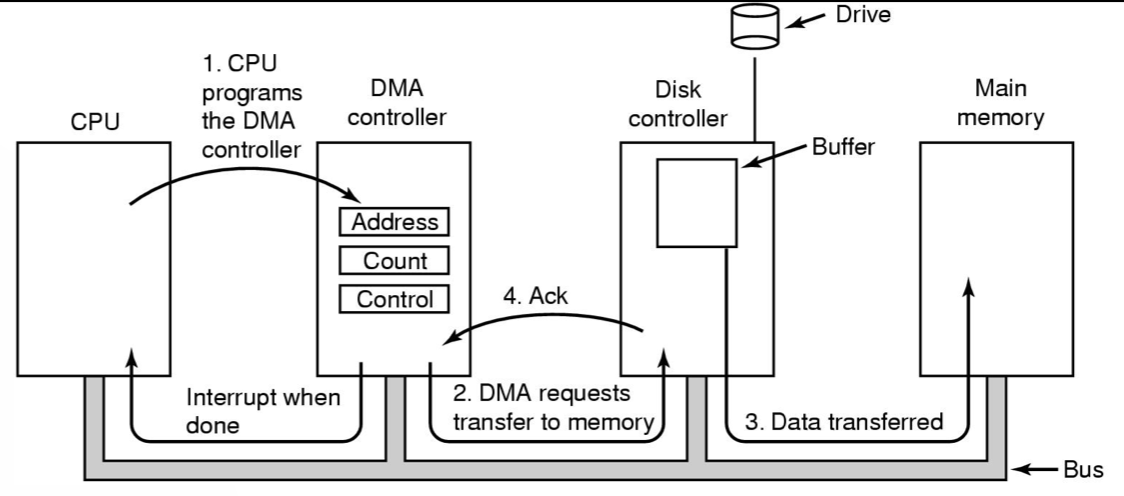 Drive
1. CPU
programs
the DMA
controller
DMA
controller
Disk
controller
Main
memory
CPU
Buffer
Address
Count
Control
4. Ack
Interrupt when
done
2. DMA requests
transfer to memory
3. Data transferred
Bus